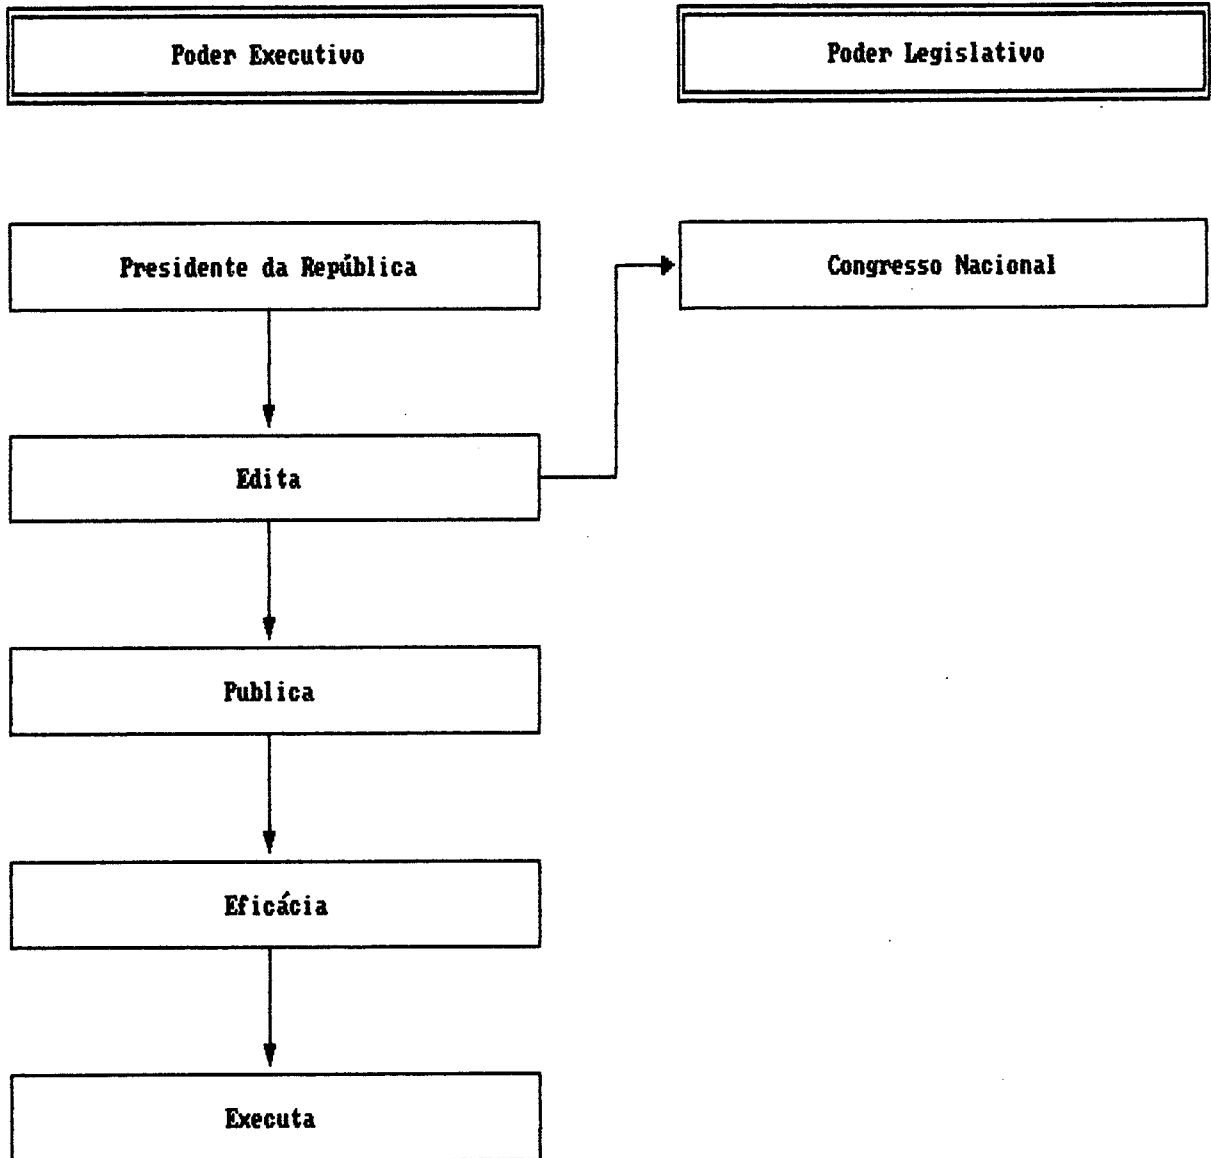 Poder Executivo
Poder Legislativo
Presidente da República
Congresso Nacional
Edita
Publica
Eficácia
Executa